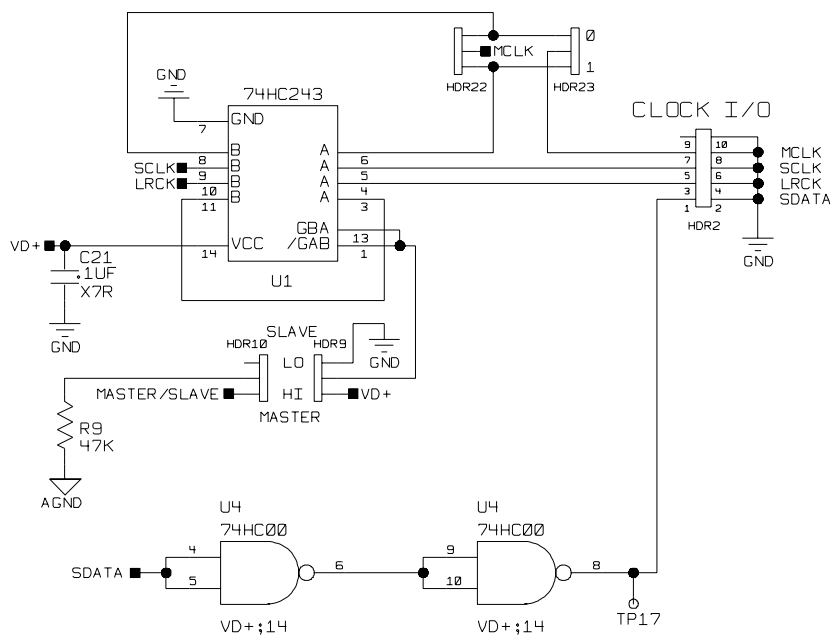 0
MCLK
1
HDR22
HDR23
GND
74HC243
CLOCK I/O
7
GND
B
A
8
6
SCLK
B
A
9
5
LRCK
B
A
10
4
B
A
11
3
GBA
13
VD+
14
VCC
/GAB
1
C21
.1UF
X7R
U1
GND
9
10
MCLK
7
8
SCLK
5
6
LRCK
3
4
SDATA
1
2
HDR2
GND
SLAVE
HDR10
HDR9
LO
GND
MASTER/SLAVE
HI
VD+
MASTER
R9
47K
AGND
U4
74HC00
U4
74HC00
4
9
SDATA
6
8
5
10
TP17
VD+;14
VD+;14